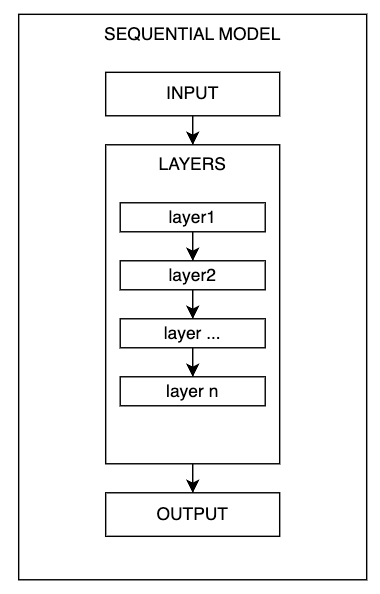 SEQUENTIAL MODEL
INPUT
LAYERS
layer1
layer2
layer ...
layer n
OUTPUT